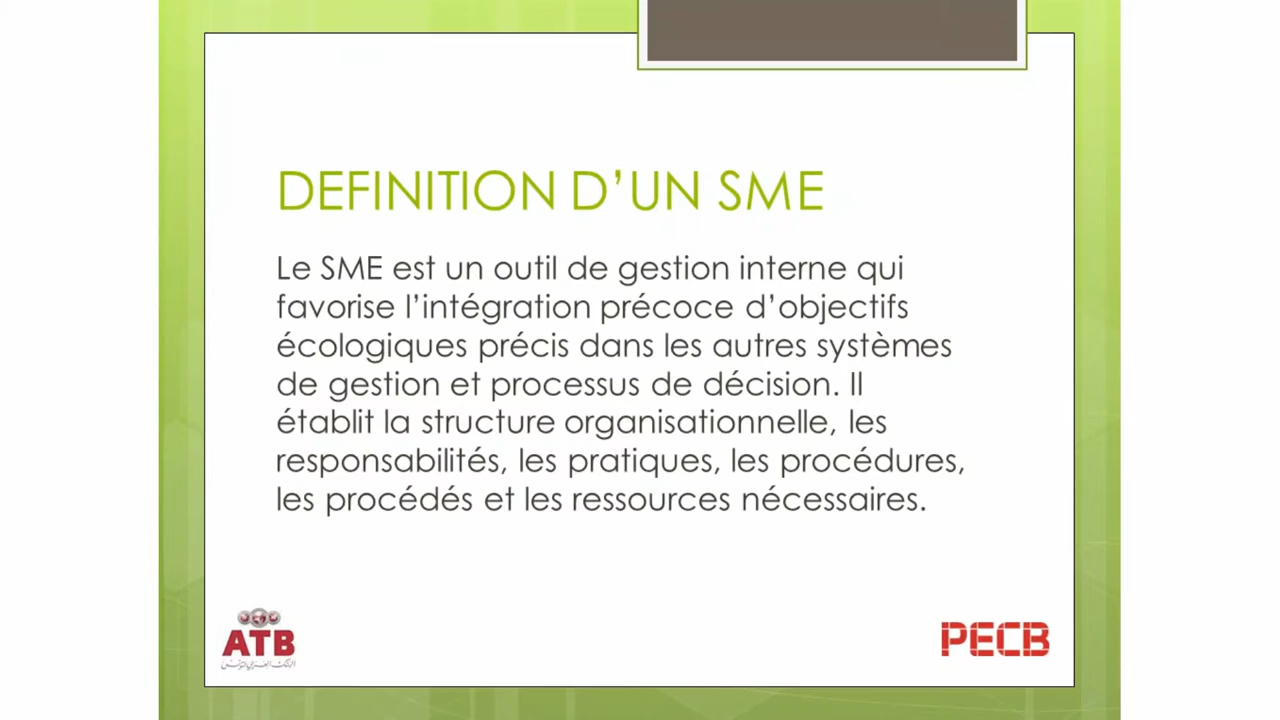 DEFINITION D’UN SME
Le SME est un outil de gestion interne qui
favorise l’intégration précoce d’objectifs
écologiques précis dans les autres systèmes
de gestion et processus de décision. Il
établit la structure organisationnelle, les
responsabilités, les pratiques, les procédures,
les procédés et les ressources nécessaires.
ATB
PECB